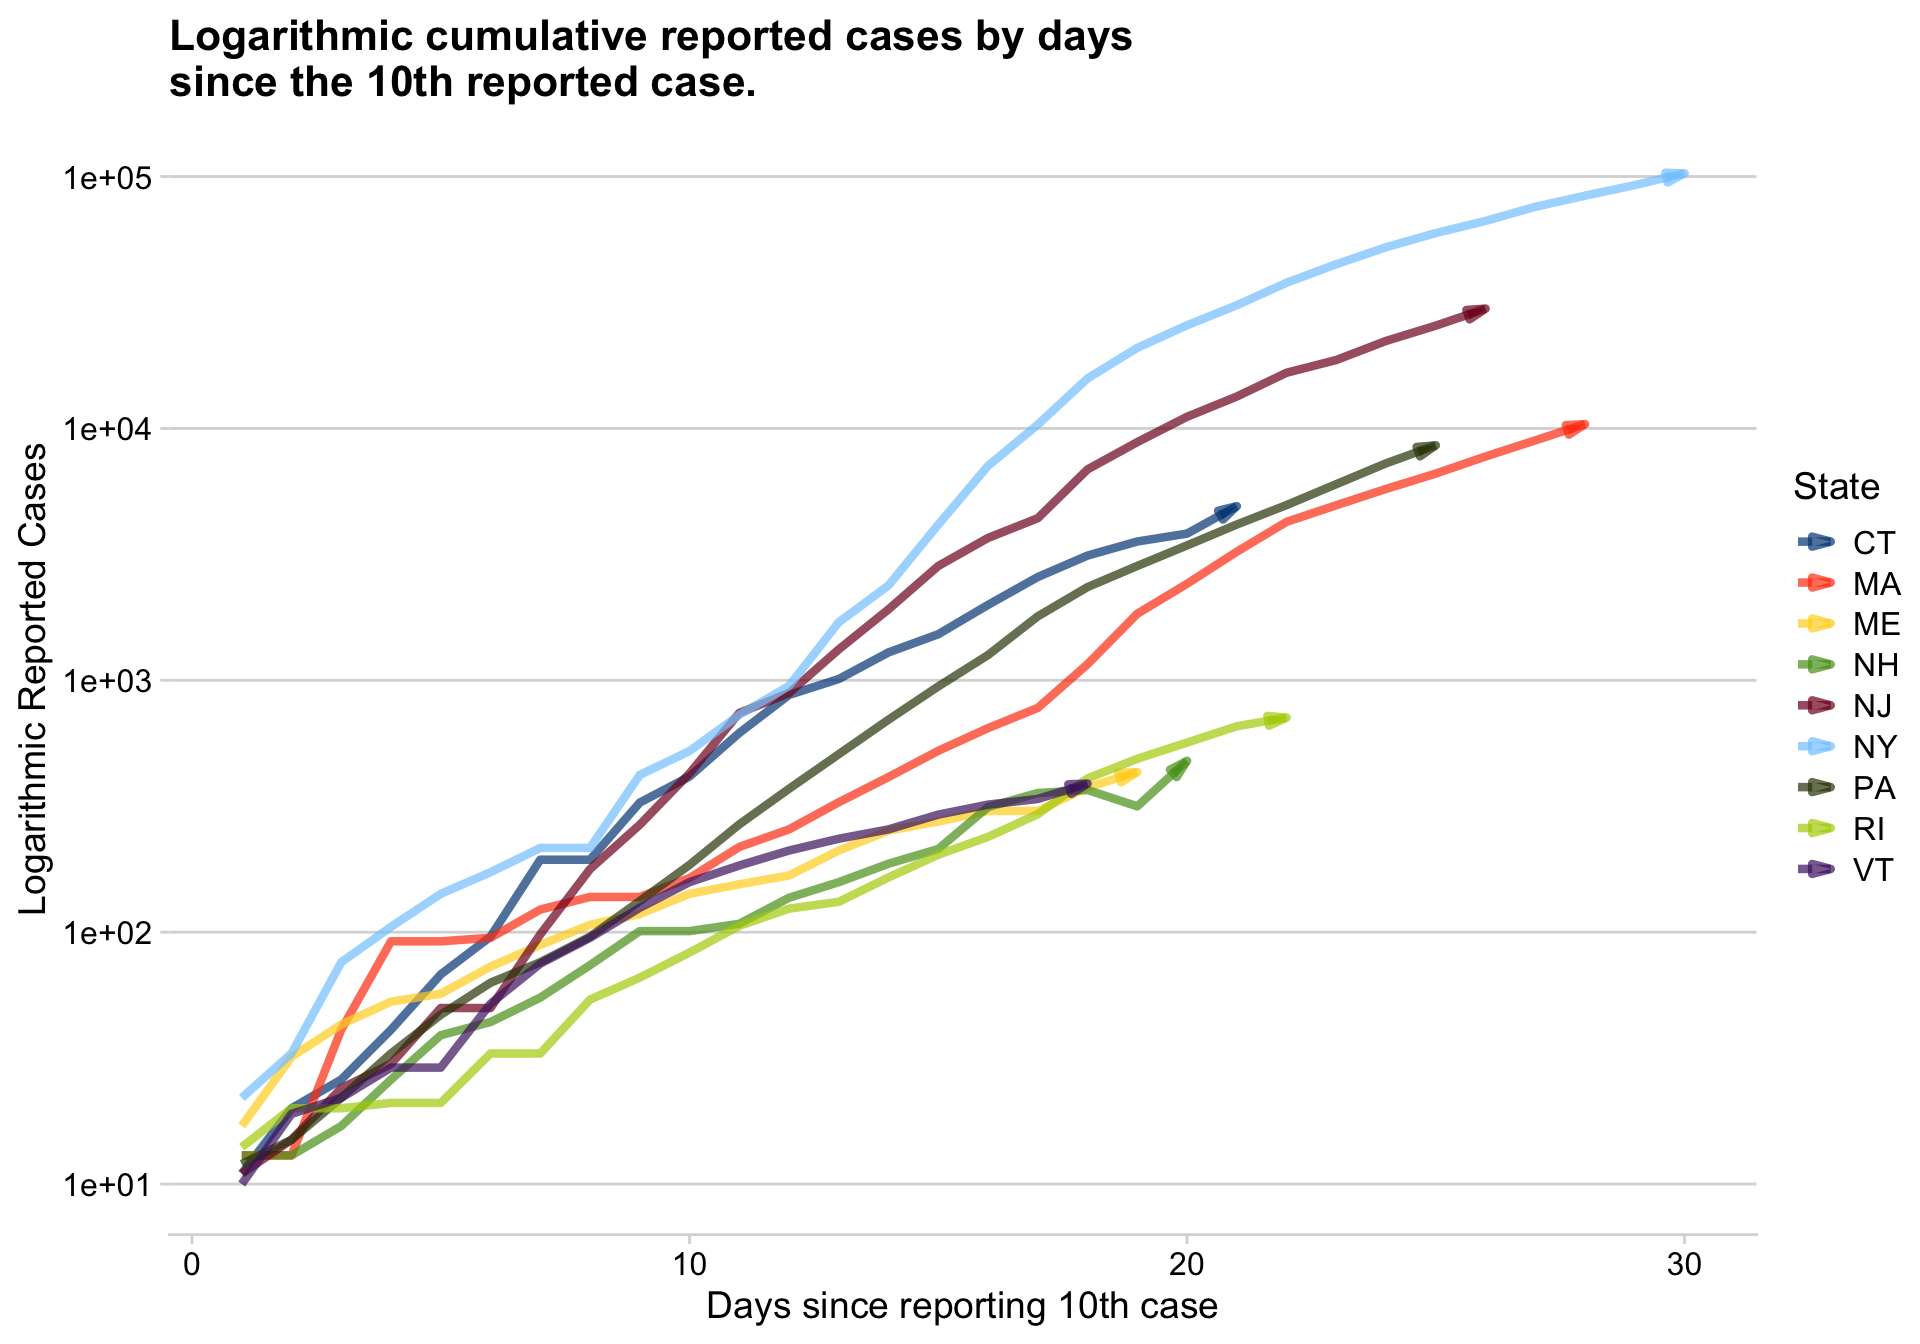 Logarithmic cumulative reported cases by days
since the 10th reported case.
Logarithmic Reported Cases
1e+05
1e+04
1e+03
1e+02
1e+01
0 10 20 30
Days since reporting 10th case
State
CT
MA
ME
NH
NJ
NY
PA
RI
VT